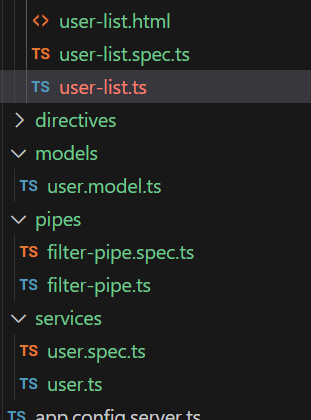 <> user-list.html
TS user-list.spec.ts
TS user-list.ts
directives
models
TS user.model.ts
pipes
TS filter-pipe.spec.ts
TS filter-pipe.ts
services
TS user.spec.ts
TS user.ts
TS app.config.server.ts